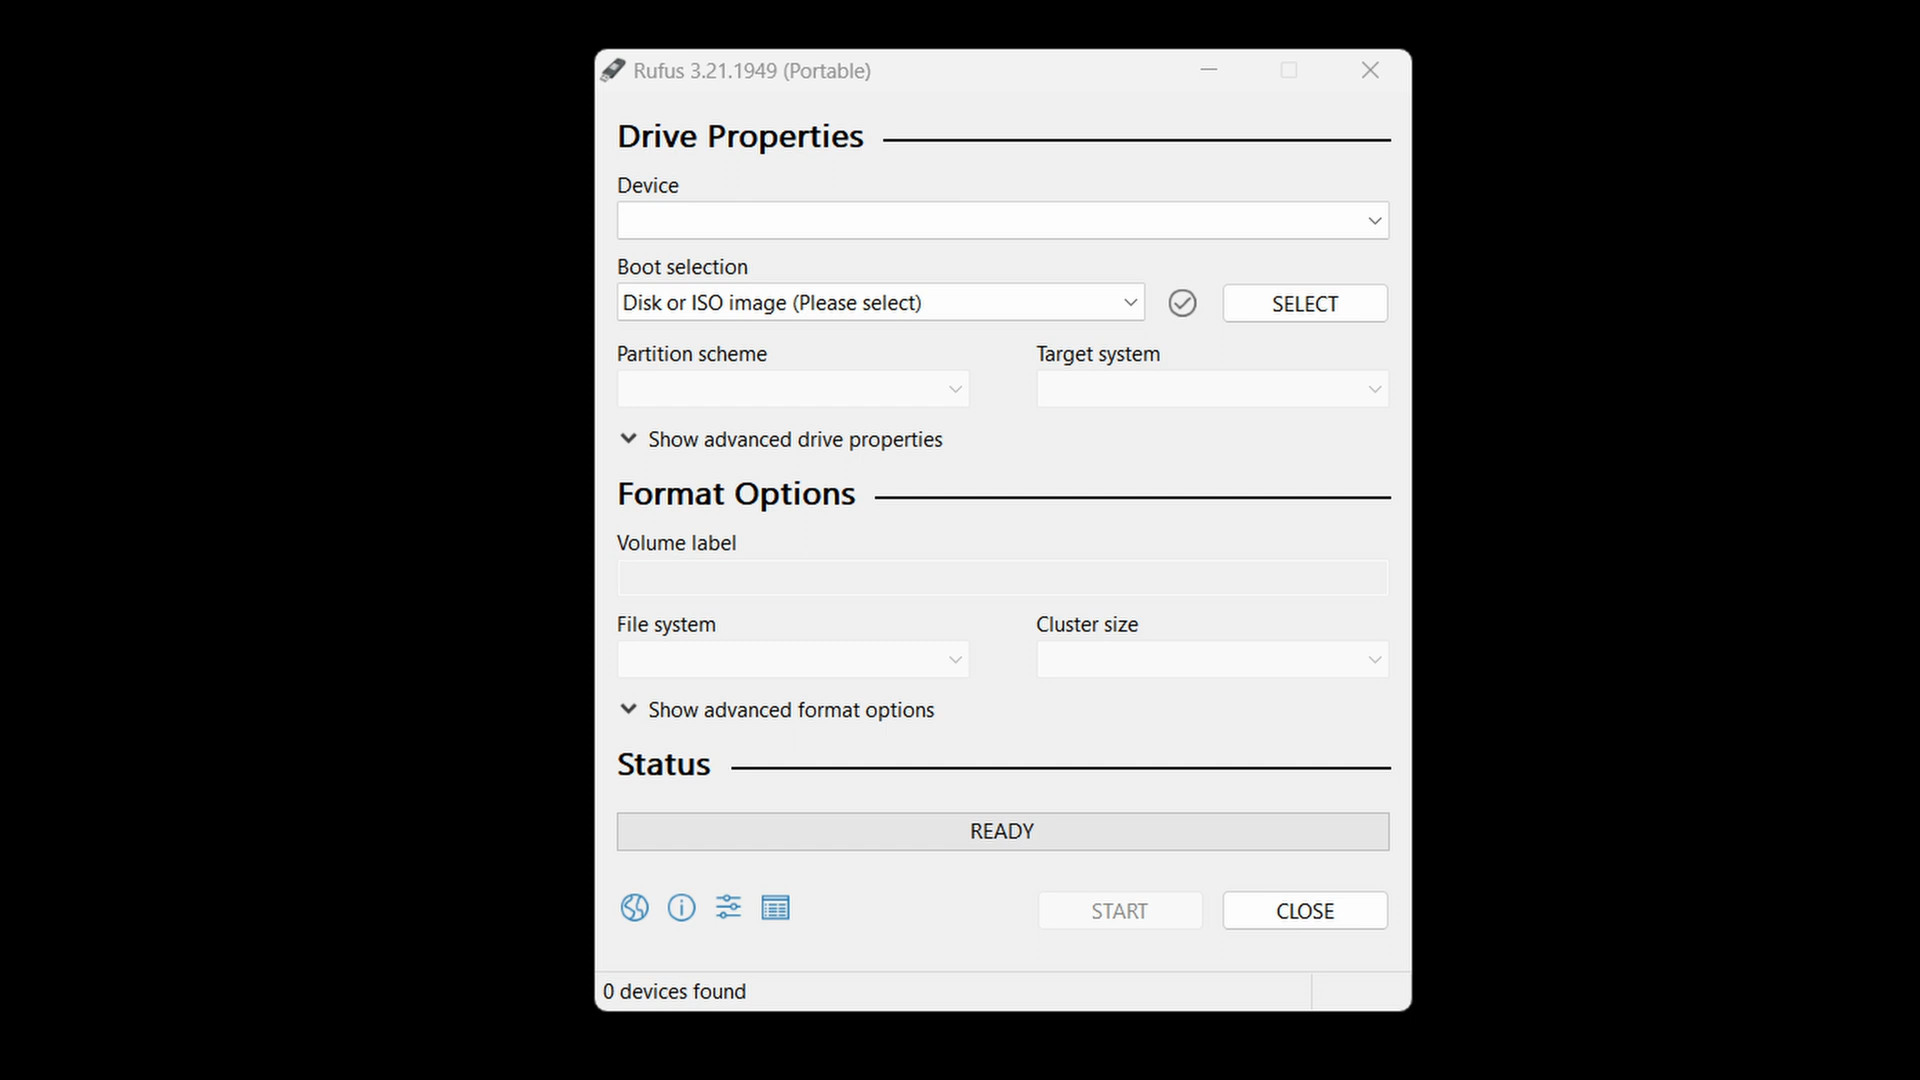 Rufus 3.21.1949 (Portable)
Drive Properties
Device
Boot selection
Disk or ISO image (Please select)
SELECT
Partition scheme
Target system
Show advanced drive properties
Format Options
Volume label
File system
Cluster size
Show advanced format options
Status
READY
START
CLOSE
0 devices found